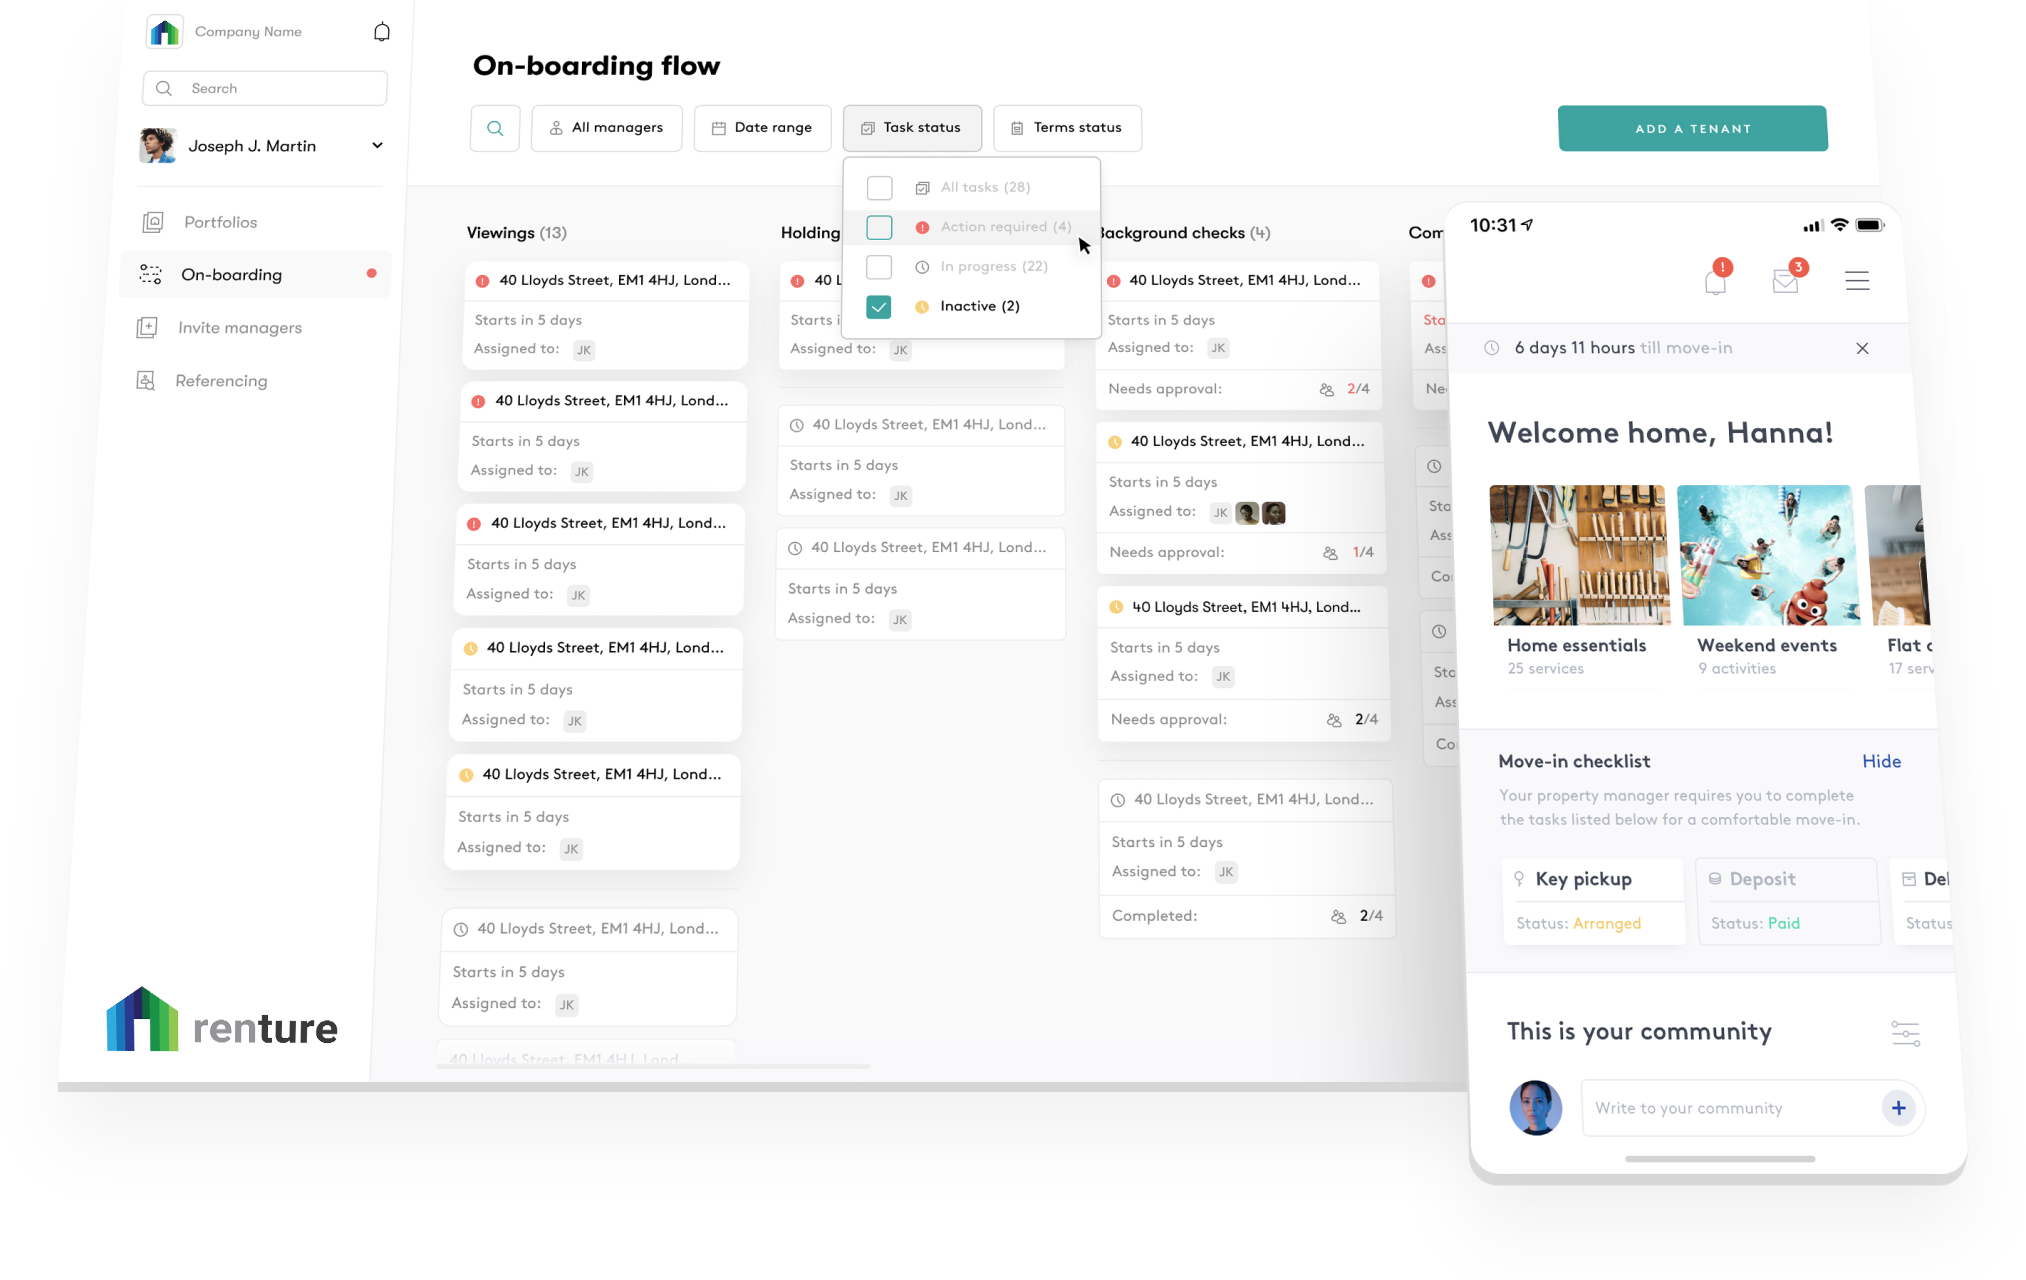 Company Name
Search
Joseph J. Martin
Portfolios
On-boarding
Invite managers
Referencing
renture
On-boarding flow
All managers
Date range
Task status
Terms status
ADD A TENANT
All tasks (28)
Action required (4)
In progress (22)
Inactive (2)
Viewings (13)
40 Lloyds Street, EM1 4HJ, Lond...
Starts in 5 days
Assigned to: JK
40 Lloyds Street, EM1 4HJ, Lond...
Starts in 5 days
Assigned to: JK
40 Lloyds Street, EM1 4HJ, Lond...
Starts in 5 days
Assigned to: JK
40 Lloyds Street, EM1 4HJ, Lond...
Starts in 5 days
Assigned to: JK
40 Lloyds Street, EM1 4HJ, Lond...
Starts in 5 days
Assigned to: JK
40 Lloyds Street, EM1 4HJ, Lond...
Starts in 5 days
Assigned to: JK
40 Lloyds Street, EM1 4HJ, Lond...
Holding
40 L
Starts i
Assigned to: JK
40 Lloyds Street, EM1 4HJ, Lond...
Starts in 5 days
Assigned to: JK
40 Lloyds Street, EM1 4HJ, Lond...
Starts in 5 days
Assigned to: JK
Background checks (4)
40 Lloyds Street, EM1 4HJ, Lond...
Starts in 5 days
Assigned to: JK
Needs approval: 2/4
40 Lloyds Street, EM1 4HJ, Lond...
Starts in 5 days
Assigned to: JK
Needs approval: 1/4
40 Lloyds Street, EM1 4HJ, Lond...
Starts in 5 days
Assigned to: JK
Needs approval: 2/4
40 Lloyds Street, EM1 4HJ, Lond...
Starts in 5 days
Assigned to: JK
Completed: 2/4
Com
Sta
Ass
Ne
Sta
Ass
Co
Sta
Ass
Co
10:31
!
3
6 days 11 hours till move-in
Welcome home, Hanna!
Home essentials
25 services
Weekend events
9 activities
Flat c
17 serv
Move-in checklist
Hide
Your property manager requires you to complete
the tasks listed below for a comfortable move-in.
Key pickup
Status: Arranged
Deposit
Status: Paid
Del
Status
This is your community
Write to your community